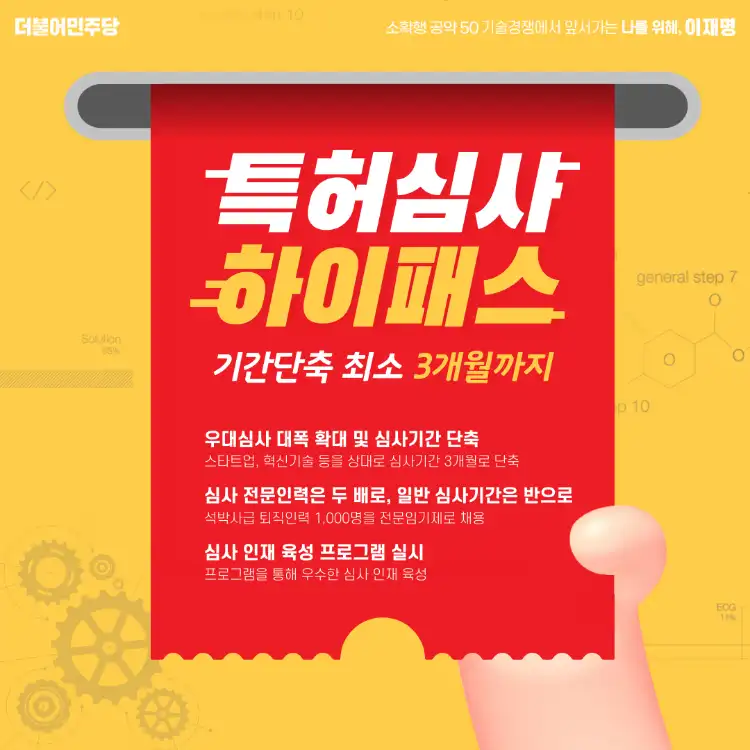 더불어민주당
소확행 공약 50 기술경쟁에서 앞서가는 나를 위해, 이재명
특허심사
하이패스
기간단축 최소 3개월까지
우대심사 대폭 확대 및 심사기간 단축
스타트업, 혁신기술 등을 상대로 심사기간 3개월로 단축
심사 전문인력은 두 배로, 일반 심사기간은 반으로
석박사급 퇴직인력 1,000명을 전문임기제로 채용
심사 인재 육성 프로그램 실시
프로그램을 통해 우수한 심사 인재 육성
</>
general step 7
O
O
O
Solution
ep 10
ECG